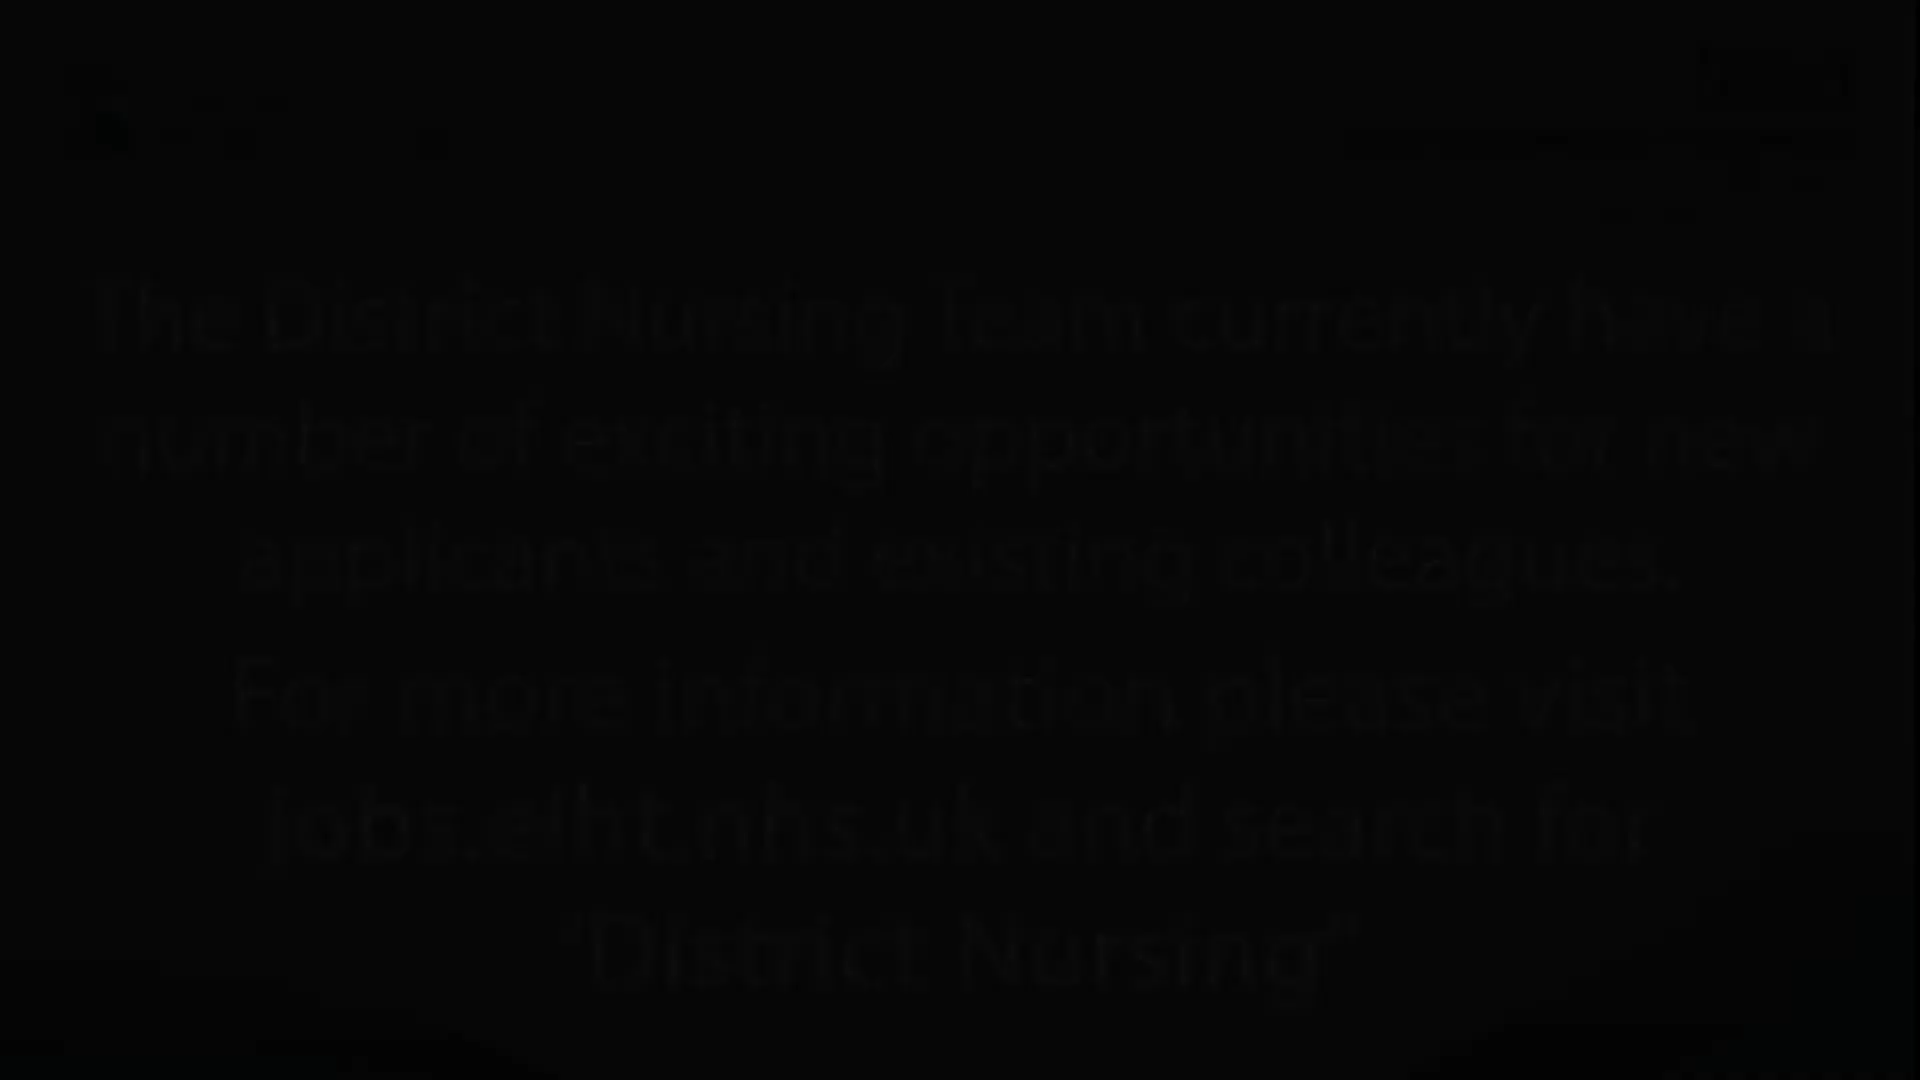 The District Nursing Team currently have a
number of exciting opportunities for new
applicants and existing colleagues.
For more information please visit
jobs.elht.nhs.uk and search for
"District Nursing"